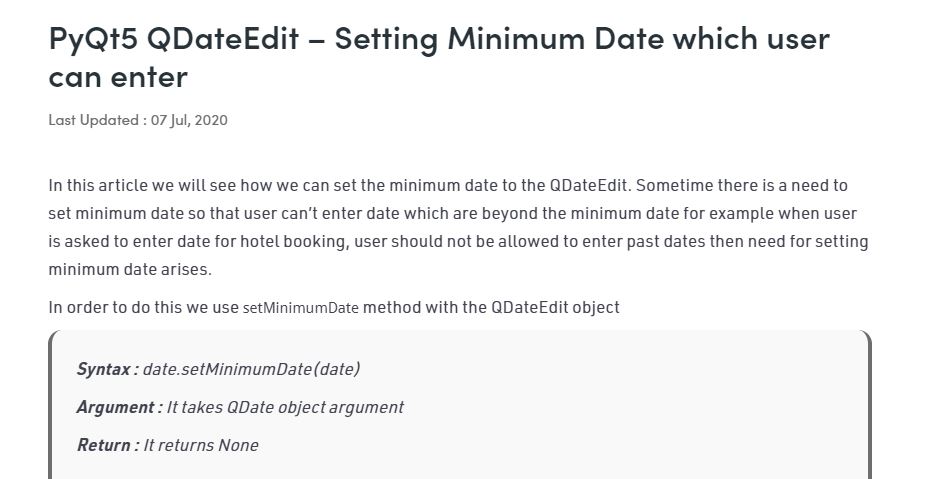 PyQt5 QDateEdit – Setting Minimum Date which user
can enter
Last Updated : 07 Jul, 2020
In this article we will see how we can set the minimum date to the QDateEdit. Sometime there is a need to
set minimum date so that user can’t enter date which are beyond the minimum date for example when user
is asked to enter date for hotel booking, user should not be allowed to enter past dates then need for setting
minimum date arises.
In order to do this we use setMinimumDate method with the QDateEdit object
Syntax : date.setMinimumDate(date)
Argument : It takes QDate object argument
Return : It returns None